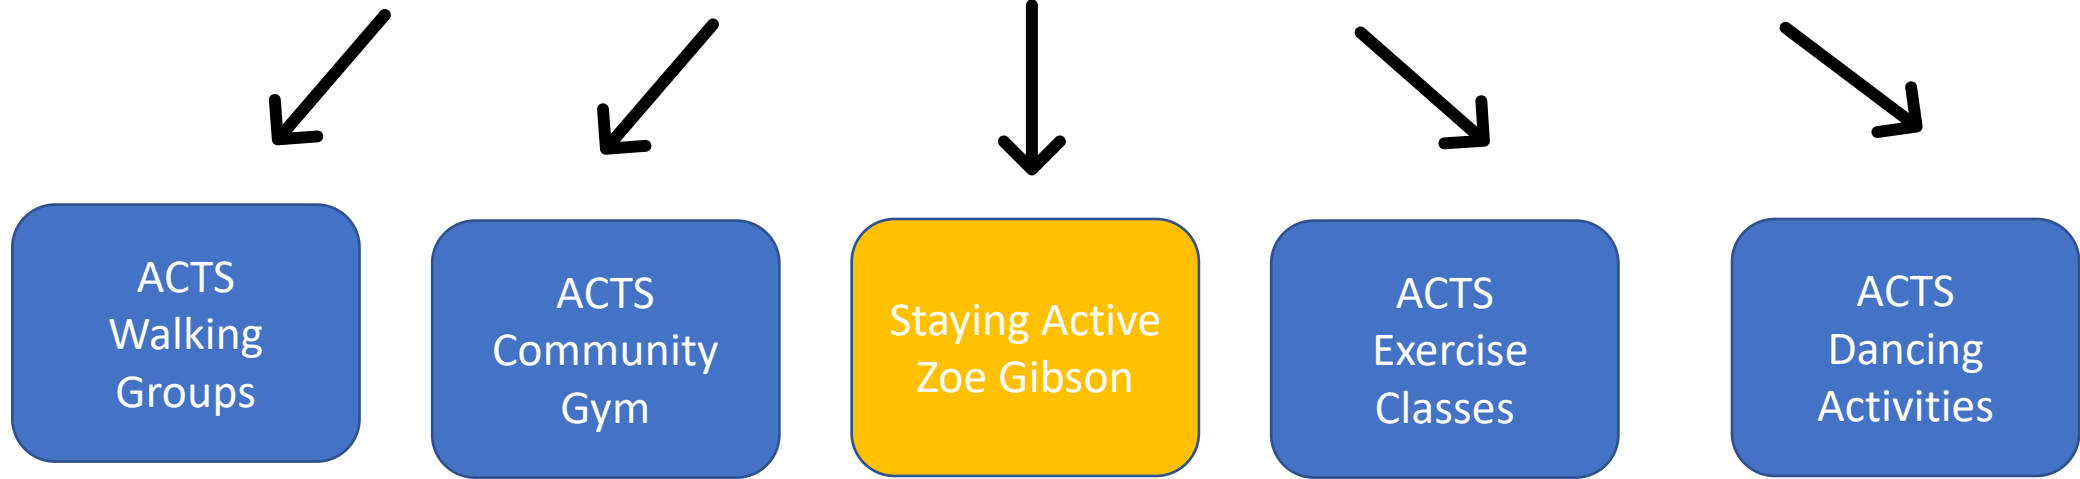 ACTS
Walking
Groups
ACTS
Community
Gym
Staying Active
Zoe Gibson
ACTS
Exercise
Classes
ACTS
Dancing
Activities